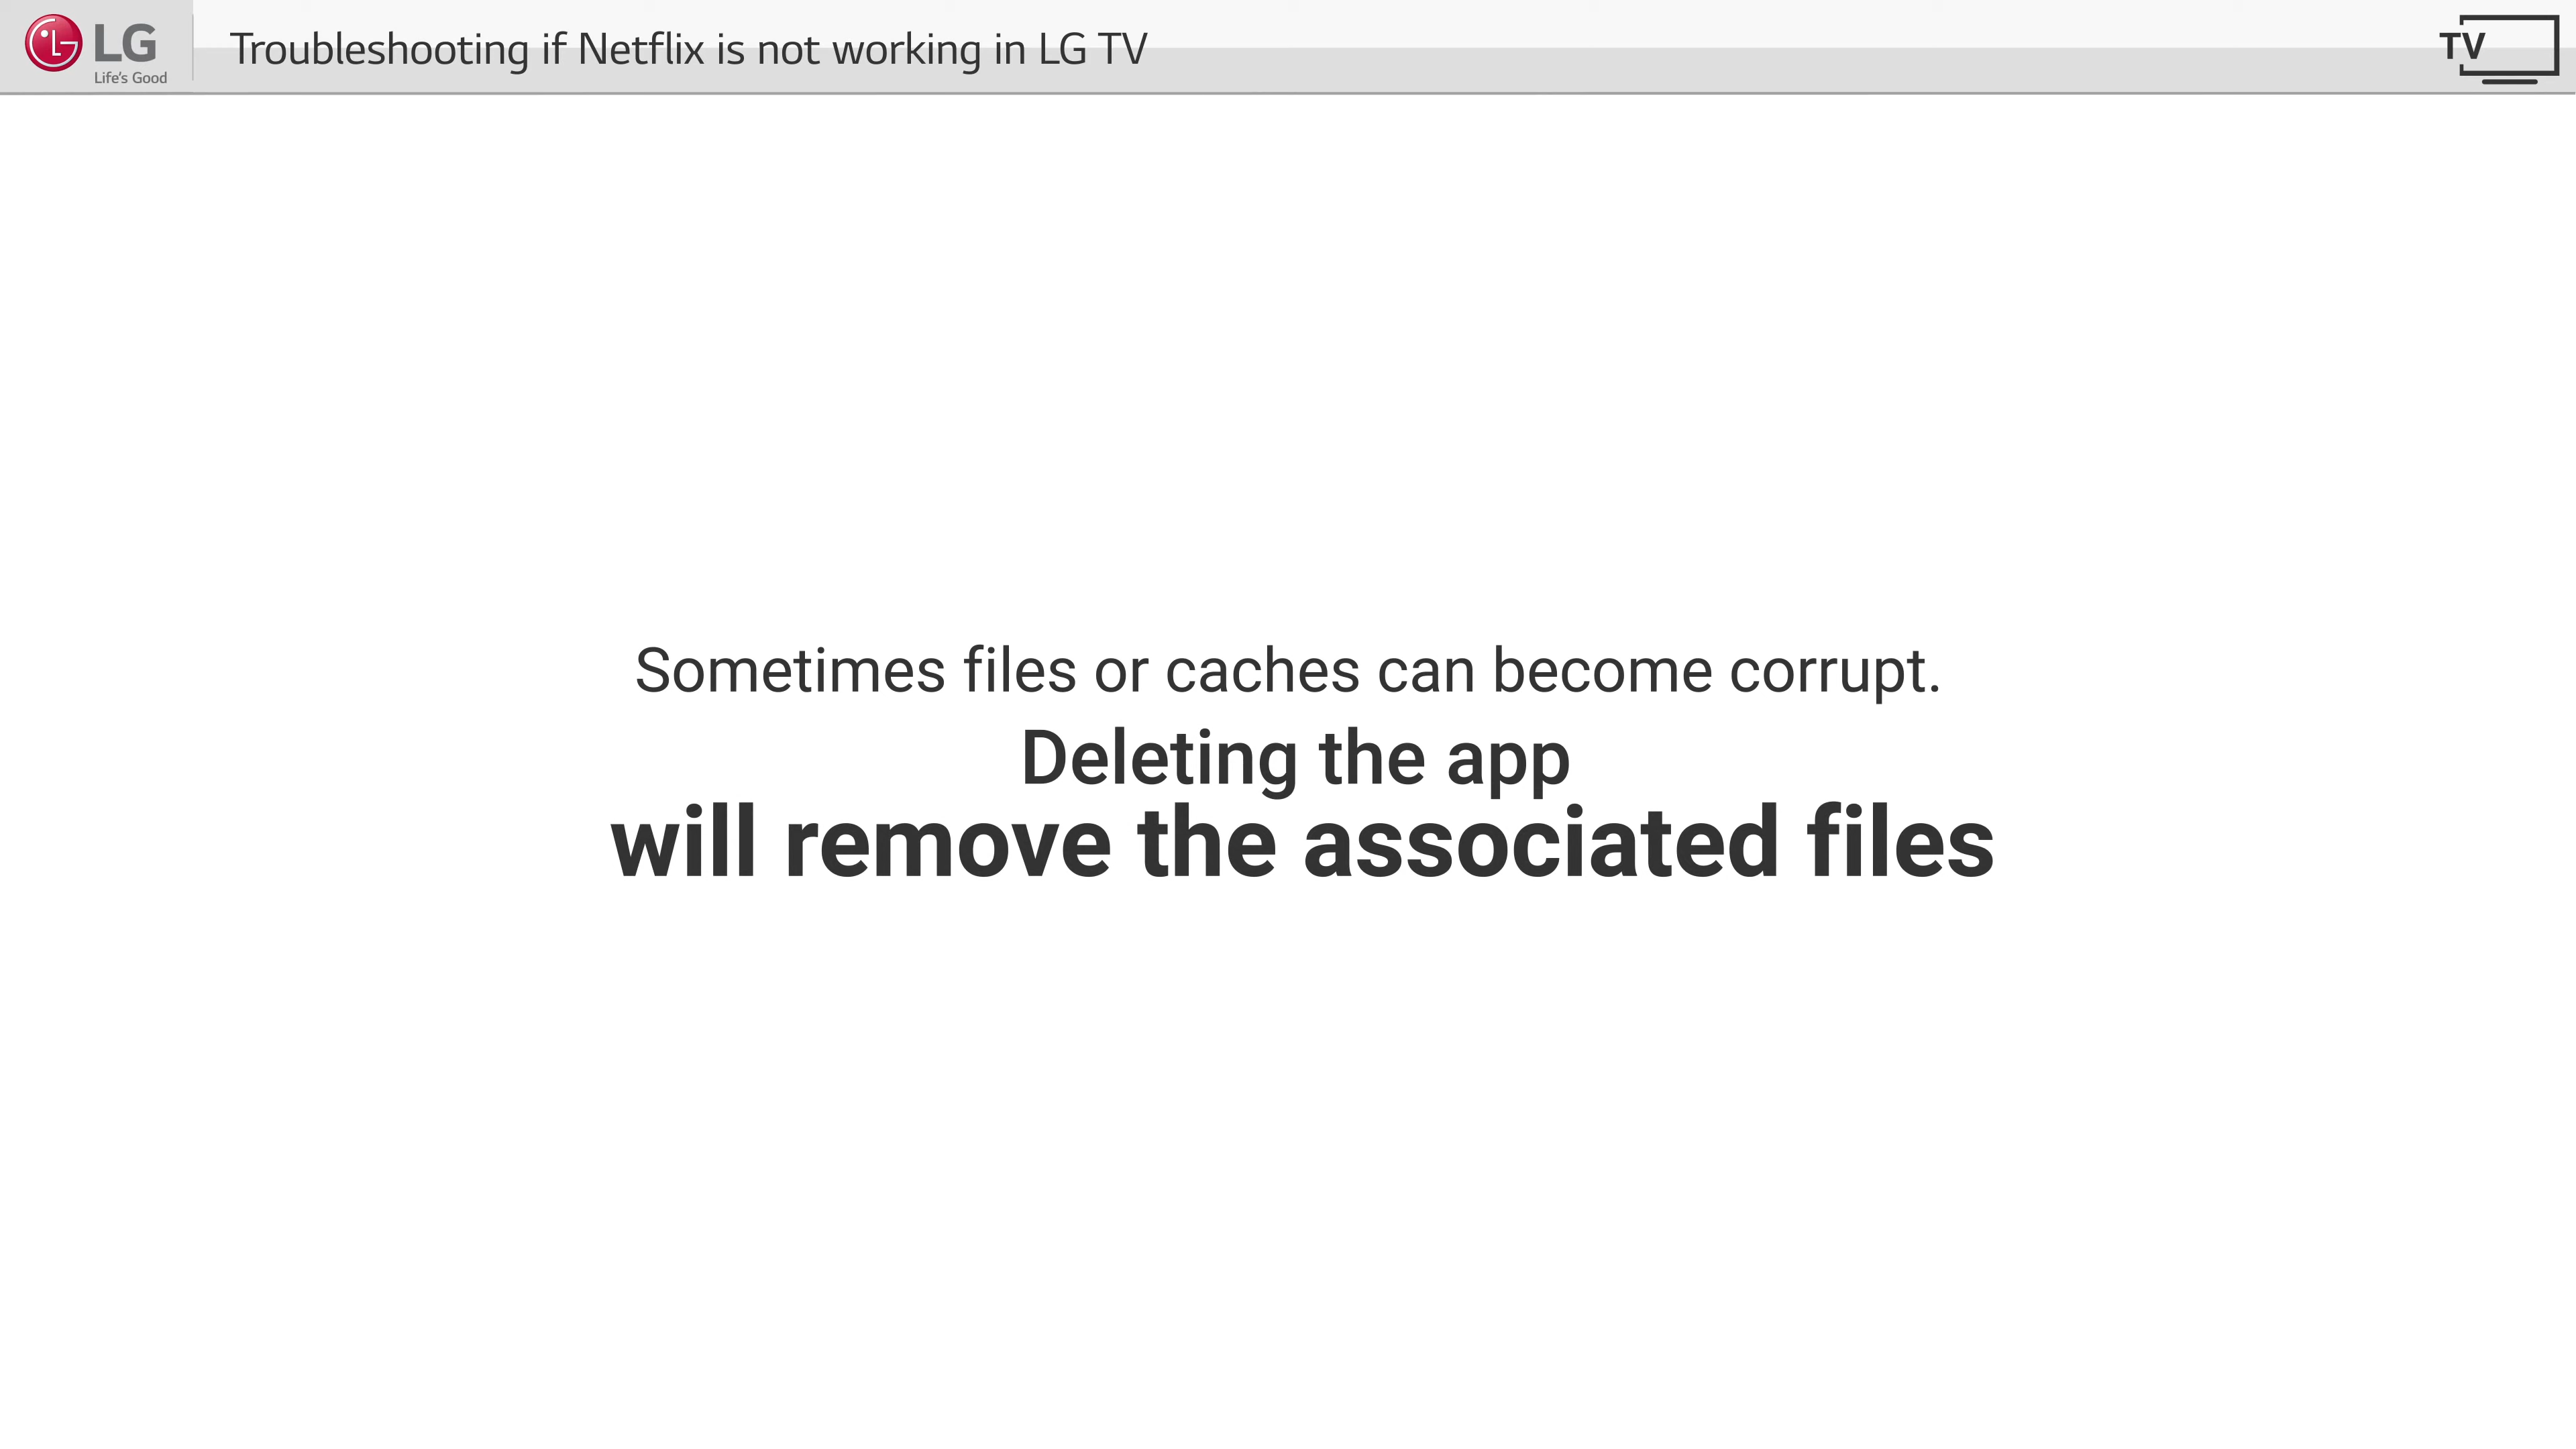 LG
Life's Good
Troubleshooting if Netflix is not working in LG TV
TV
Sometimes files or caches can become corrupt.
Deleting the app
will remove the associated files